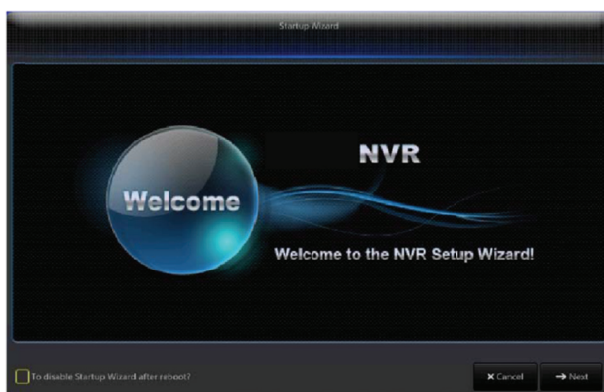 Startup Wizard
NVR
Welcome
Welcome to the NVR Setup Wizard!
To disable Startup Wizard after reboot?
Cancel
Next